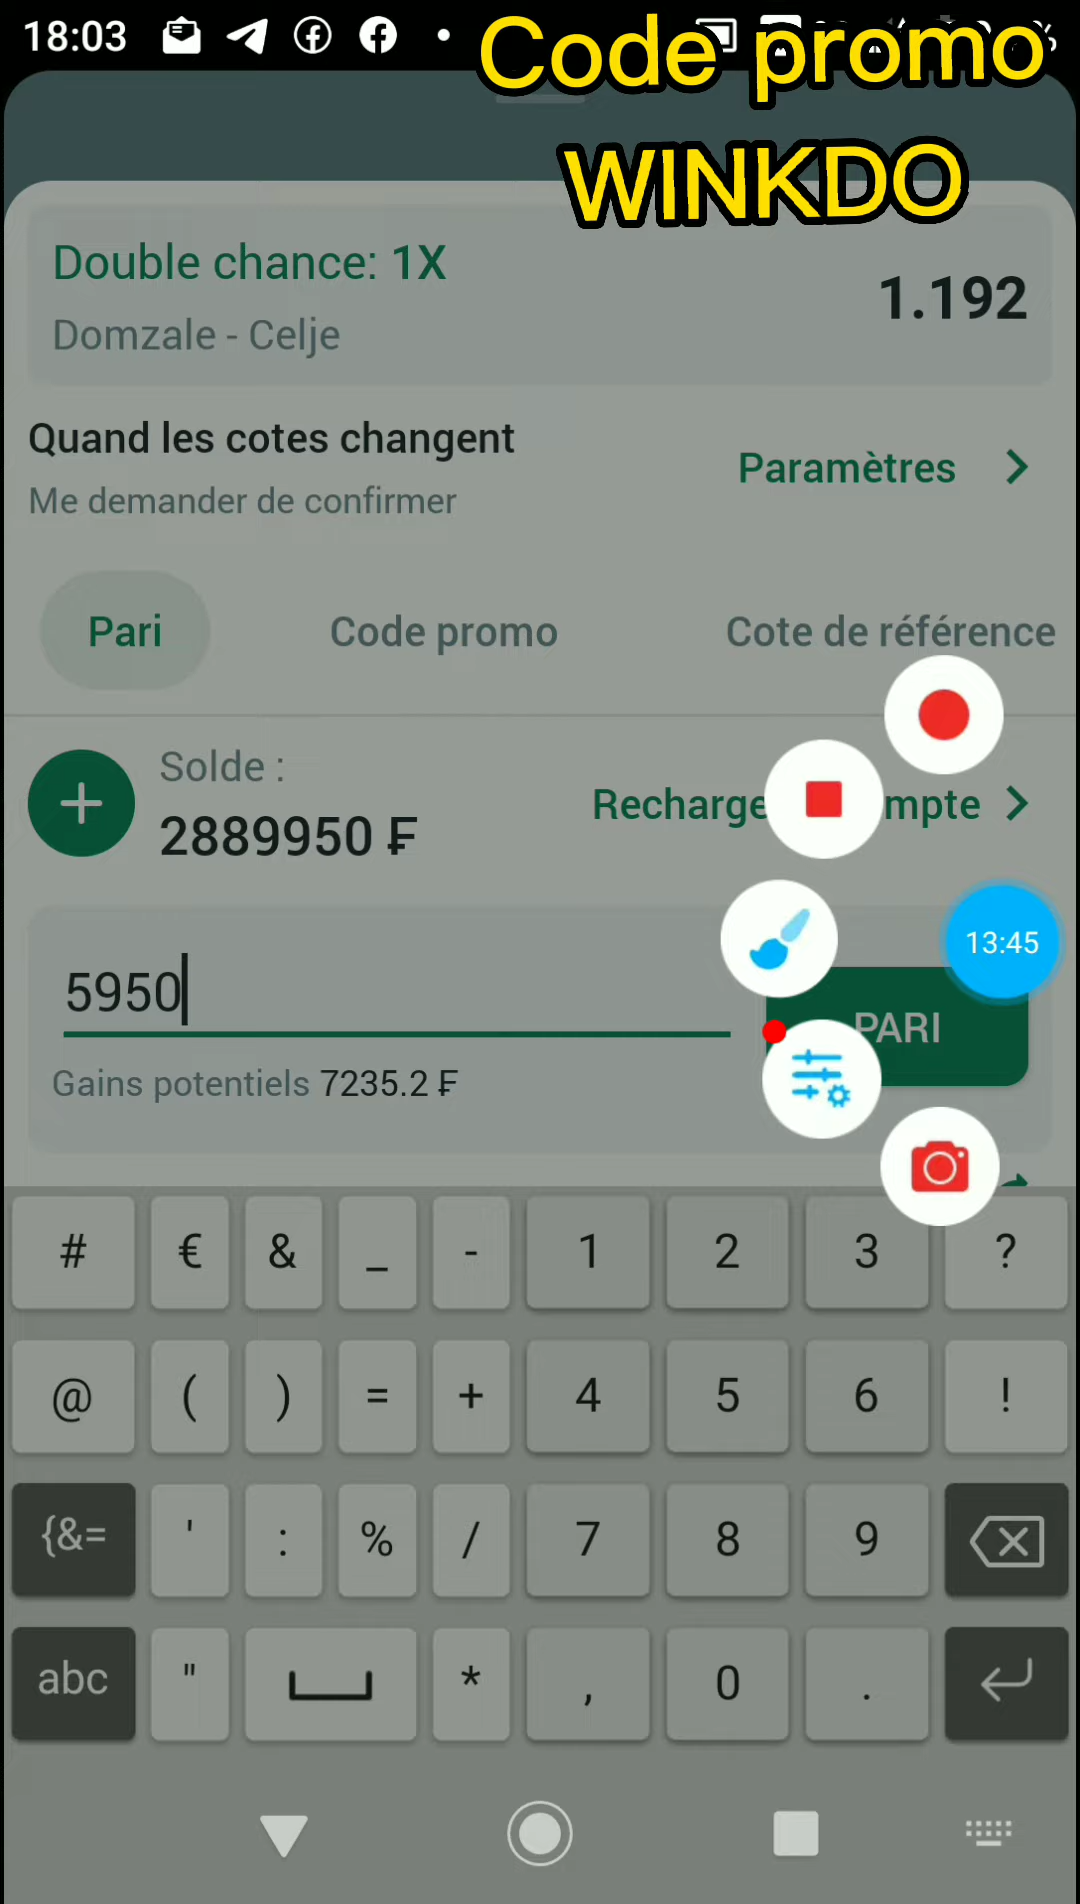 18:03
Code promo
WINKDO
Double chance: 1X
1.192
Domzale - Celje
Quand les cotes changent
Paramètres
Me demander de confirmer
Pari
Code promo
Cote de référence
Solde :
2889950 ₣
Recharge
mpte
13:45
5950
PARI
Gains potentiels 7235.2 ₣
# € & _ - 1 2 3 ?
@ ( ) = + 4 5 6 !
{&= ' : % / 7 8 9
abc " * , 0 .